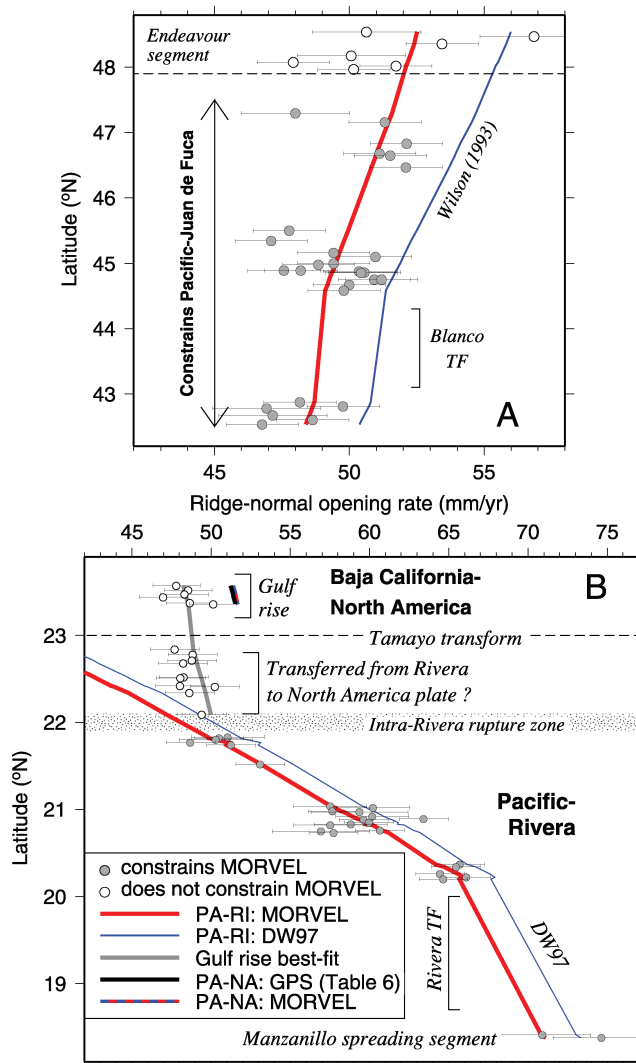 Endeavour
segment
48
47
46
45
44
43
Latitude (ºN)
Constrains Pacific-Juan de Fuca
Wilson (1993)
Blanco
TF
A
45 50 55
Ridge-normal opening rate (mm/yr)
45 50 55 60 65 70 75
B
Baja California-
North America
Gulf
rise
23
Tamayo transform
Transferred from Rivera
to North America plate ?
22
Intra-Rivera rupture zone
21
Pacific-
Rivera
20
19
Latitude (ºN)
constrains MORVEL
does not constrain MORVEL
PA-RI: MORVEL
PA-RI: DW97
Gulf rise best-fit
PA-NA: GPS (Table 6)
PA-NA: MORVEL
Rivera TF
DW97
Manzanillo spreading segment